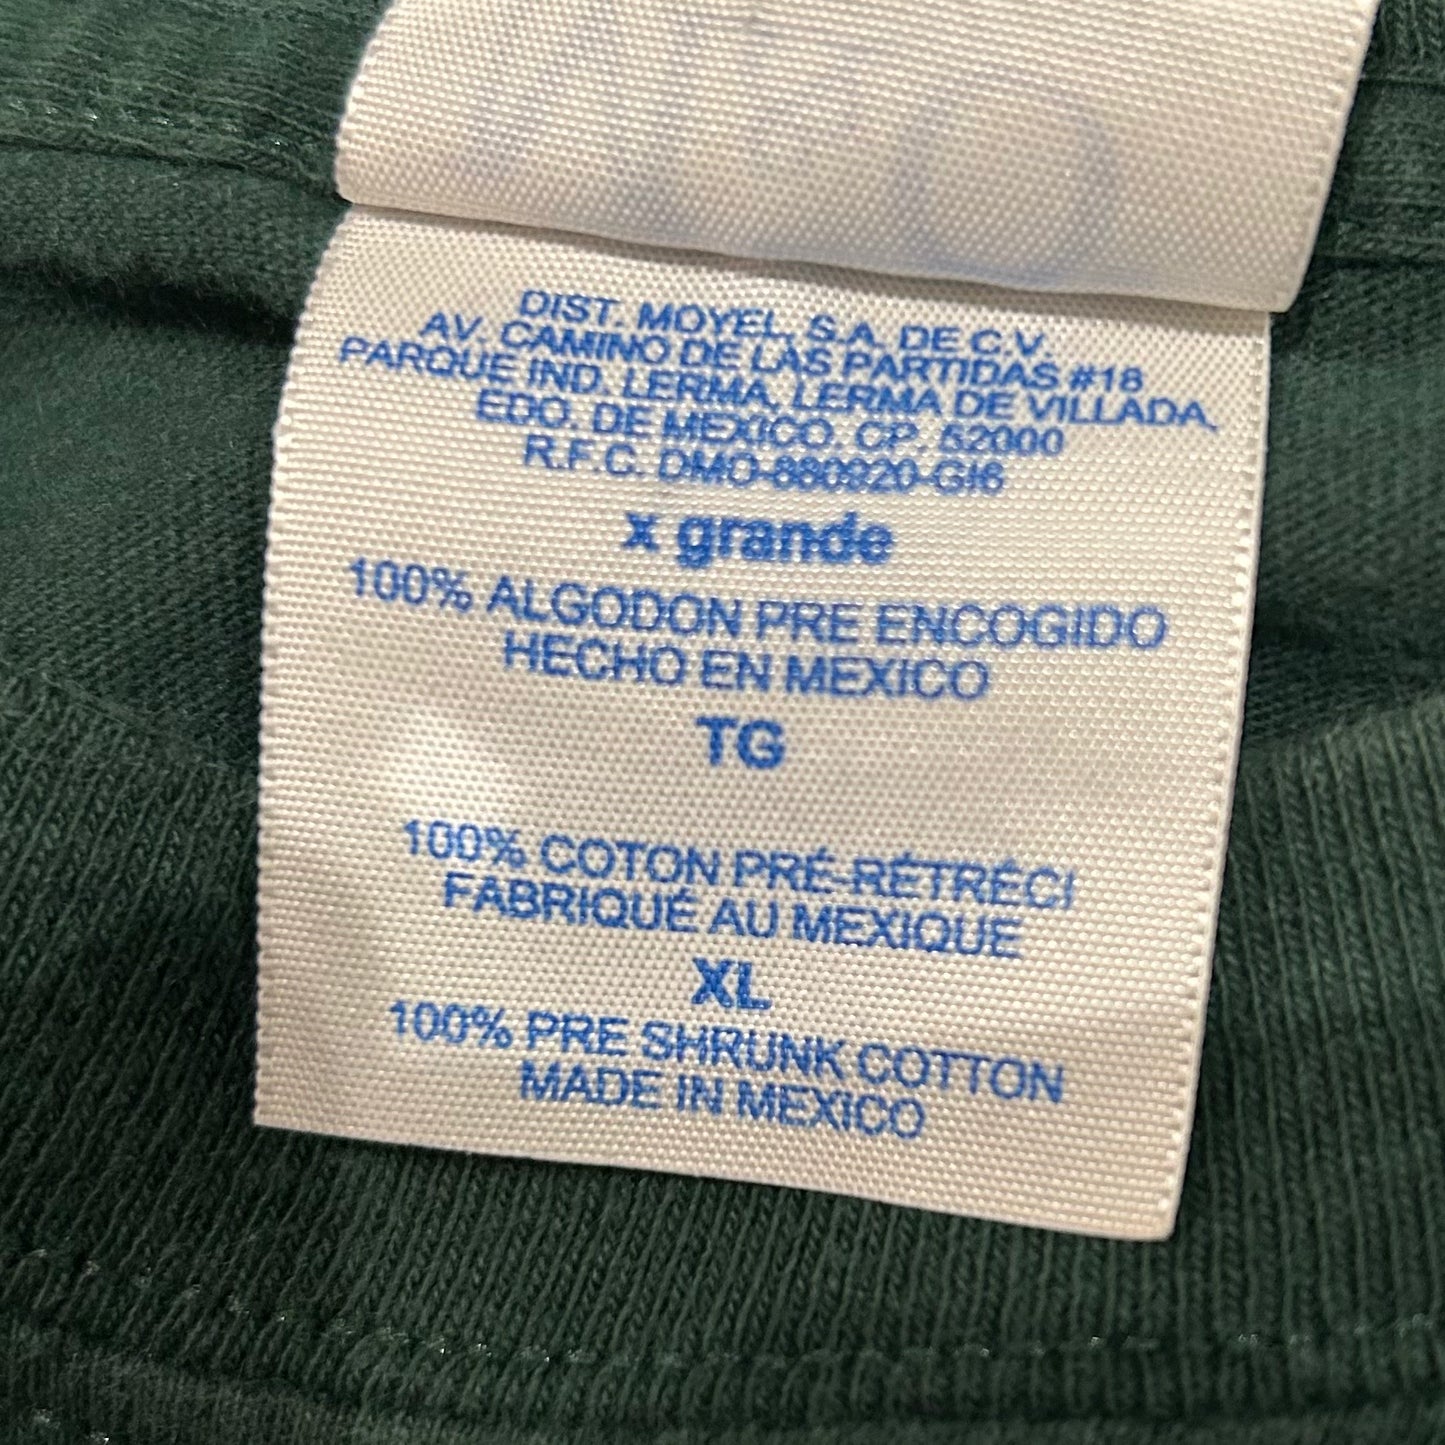 DIST. MOYEL, S.A. DE C.V.
AV. CAMINO DE LAS PARTIDAS #18
PARQUE IND. LERMA, LERMA DE VILLADA,
EDO. DE MEXICO. CP. 52000
R.F.C. DMO-880920-GI6
x grande
100% ALGODON PRE ENCOGIDO
HECHO EN MEXICO
TG
100% COTON PRÉ-RÉTRÉCI
FABRIQUÉ AU MEXIQUE
XL
100% PRE SHRUNK COTTON
MADE IN MEXICO